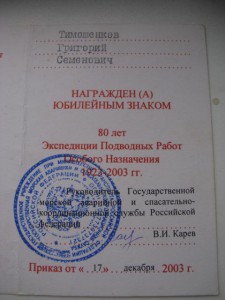 Тимошенков
Григорий
Семенович
НАГРАЖДЕН (А)
ЮБИЛЕЙНЫМ ЗНАКОМ
80 лет
Экспедиции Подводных Работ
Особого Назначения
1923-2003 гг.
Руководитель Государственной
морской аварийной и спасательно-
координационной службы Российской
Федерации
В.И. Карев
Приказ от «17» декабря 2003 г.